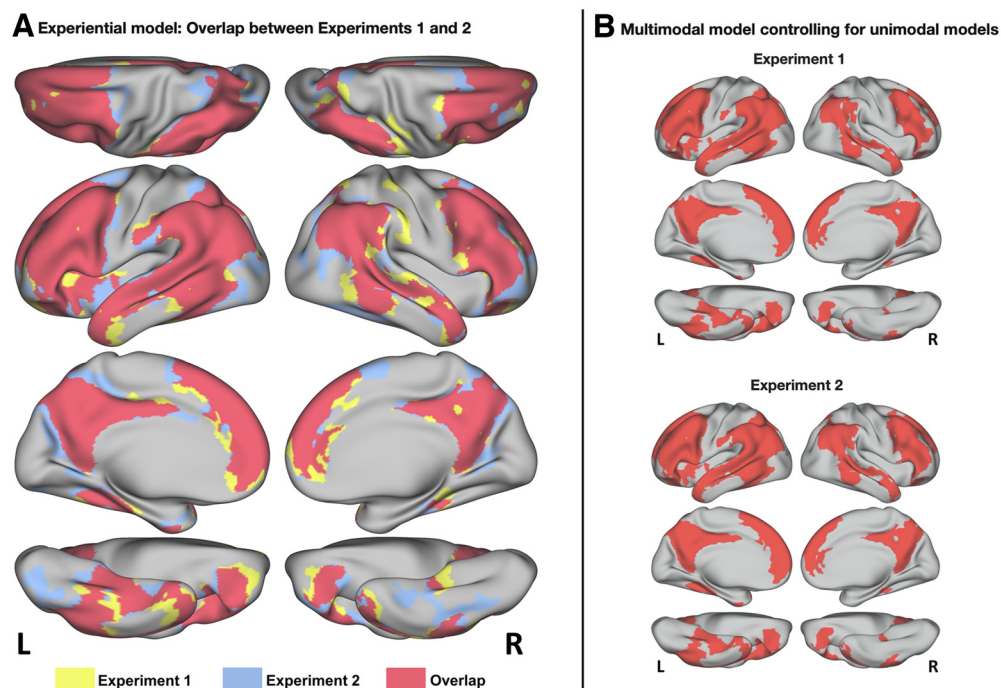 A Experiential model: Overlap between Experiments 1 and 2
L R
Experiment 1 Experiment 2 Overlap
B Multimodal model controlling for unimodal models
Experiment 1
L R
Experiment 2
L R